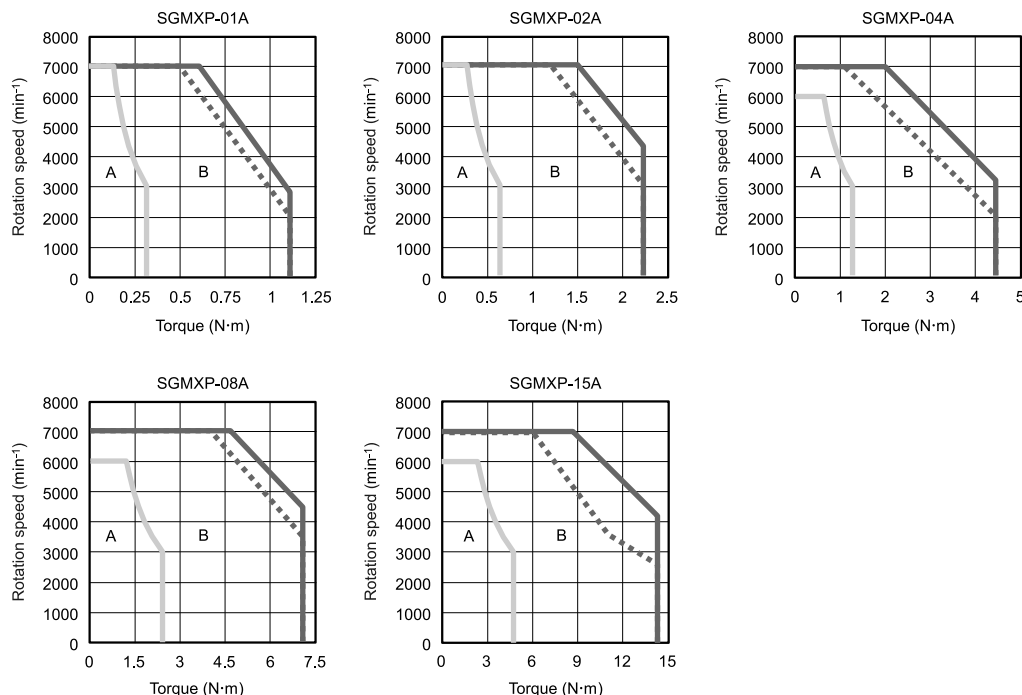 SGMXP-01A
8000
7000
6000
5000
4000
3000
2000
1000
0
Rotation speed (min⁻¹)
A
B
0 0.25 0.5 0.75 1 1.25
Torque (N·m)
SGMXP-02A
8000
7000
6000
5000
4000
3000
2000
1000
0
Rotation speed (min⁻¹)
A
B
0 0.5 1 1.5 2 2.5
Torque (N·m)
SGMXP-04A
8000
7000
6000
5000
4000
3000
2000
1000
0
Rotation speed (min⁻¹)
A
B
0 1 2 3 4 5
Torque (N·m)
SGMXP-08A
8000
7000
6000
5000
4000
3000
2000
1000
0
Rotation speed (min⁻¹)
A
B
0 1.5 3 4.5 6 7.5
Torque (N·m)
SGMXP-15A
8000
7000
6000
5000
4000
3000
2000
1000
0
Rotation speed (min⁻¹)
A
B
0 3 6 9 12 15
Torque (N·m)